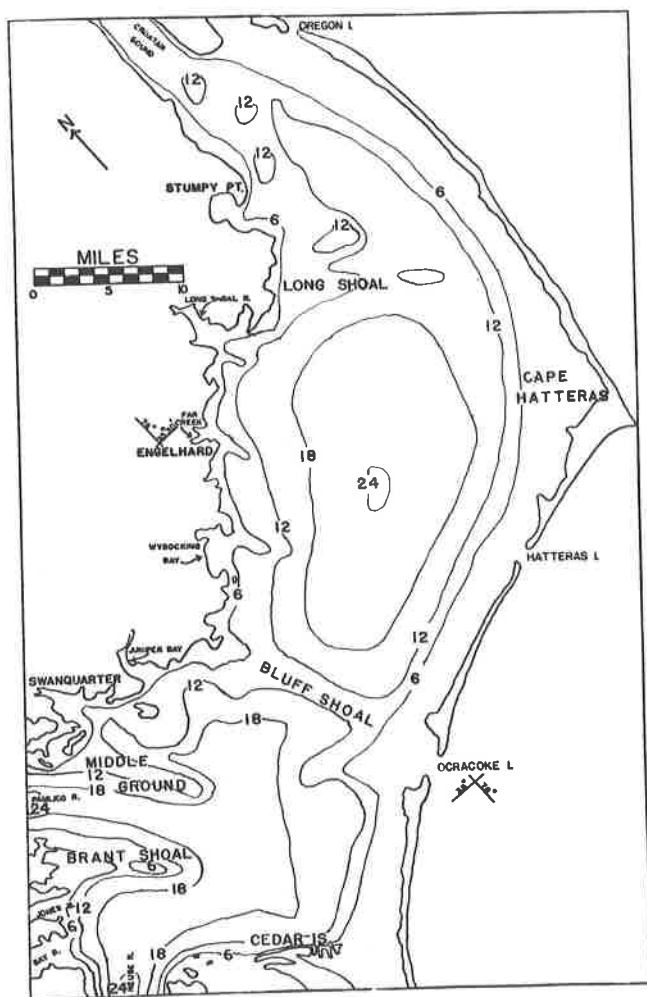 OREGON I.
CROATAN
SOUND
12
12
12
STUMPY PT.
N
6
6
12
MILES
0 5 10
LONG SHOAL
LONG SHOAL R.
12
CAPE
HATTERAS
FAR
CREEK
ENGELHARD
18
24
12
WYSOCKING
BAY
HATTERAS I.
6
JUNIPER BAY
12
6
SWANQUARTER
BLUFF SHOAL
12
18
MIDDLE
12
18 GROUND
OCRACOKE I.
PAMLICO R.
24
BRANT SHOAL
6
18
12
6
BAY R.
CEDAR IS.
18
6
24
NEUSE R.